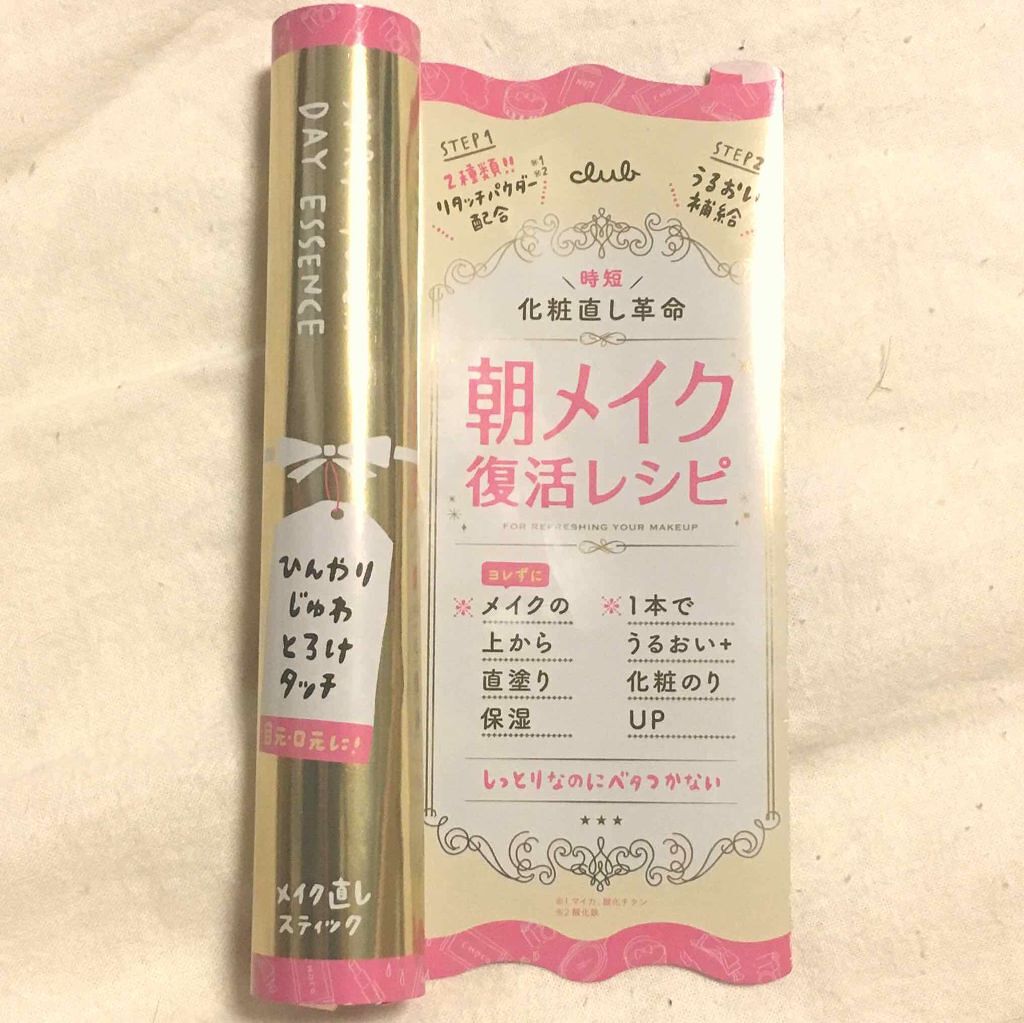 DAY ESSENCE
ひんやり
じゅわ
とろけ
タッチ
目元・口元に!
メイク直し
スティック
STEP1
2種類!!
※1
※2
リタッチパウダー
配合
club
STEP2
うるおい
補給
時短
化粧直し革命
朝メイク
復活レシピ
FOR REFRESHING YOUR MAKEUP
ヨレずに
メイクの
上から
直塗り
保湿
1本で
うるおい+
化粧のり
UP
しっとりなのにベタつかない
※1 マイカ、酸化チタン
※2 酸化鉄